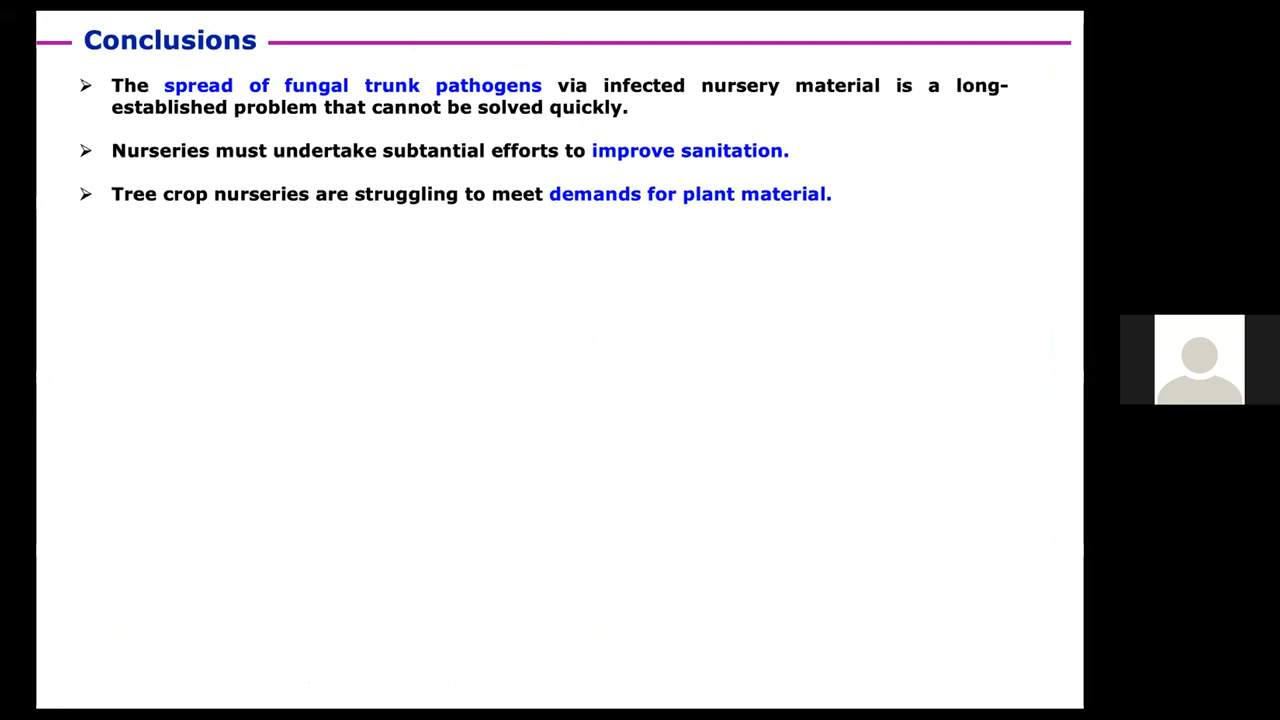 Conclusions
The spread of fungal trunk pathogens via infected nursery material is a long-
established problem that cannot be solved quickly.
Nurseries must undertake subtantial efforts to improve sanitation.
Tree crop nurseries are struggling to meet demands for plant material.